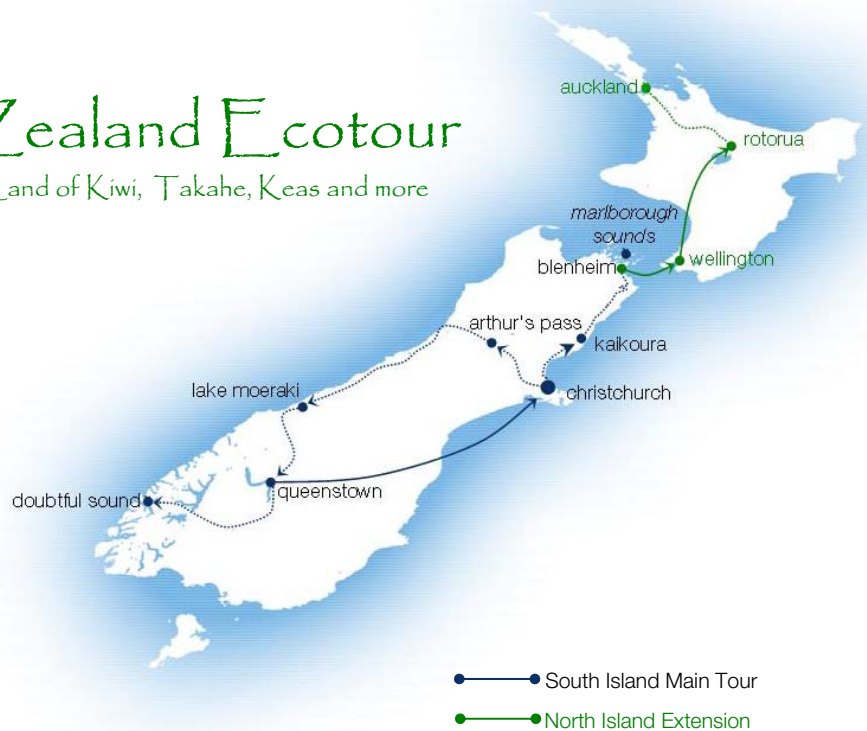 Zealand Ecotour
Land of Kiwi, Takahe, Keas and more
auckland
rotorua
marlborough
sounds
blenheim
wellington
arthur's pass
kaikoura
lake moeraki
christchurch
doubtful sound
queenstown
South Island Main Tour
North Island Extension